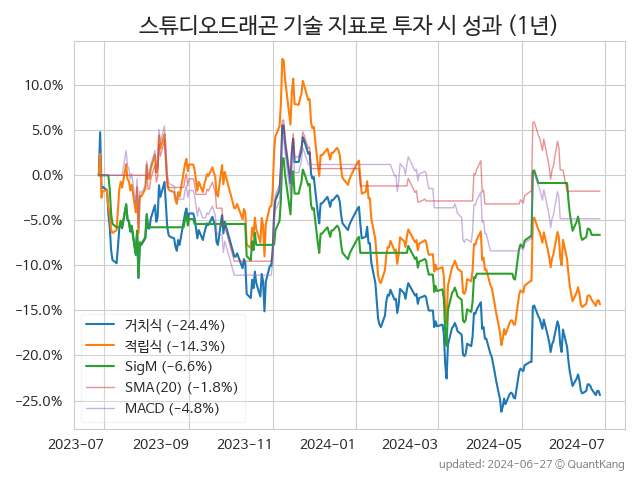 스튜디오드래곤 기술 지표로 투자 시 성과 (1년)
10.0%
5.0%
0.0%
−5.0%
−10.0%
−15.0%
−20.0%
−25.0%
거치식 (−24.4%)
적립식 (−14.3%)
SigM (−6.6%)
SMA(20) (−1.8%)
MACD (−4.8%)
2023−07 2023−09 2023−11 2024−01 2024−03 2024−05 2024−07
updated: 2024−06−27 © QuantKang